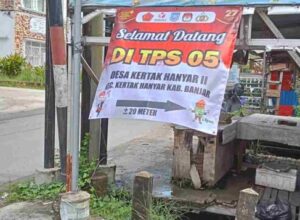 27
Selamat Datang
DI TPS 05
DESA KERTAK HANYAR II
KEC. KERTAK HANYAR KAB. BANJAR
± 20 METER